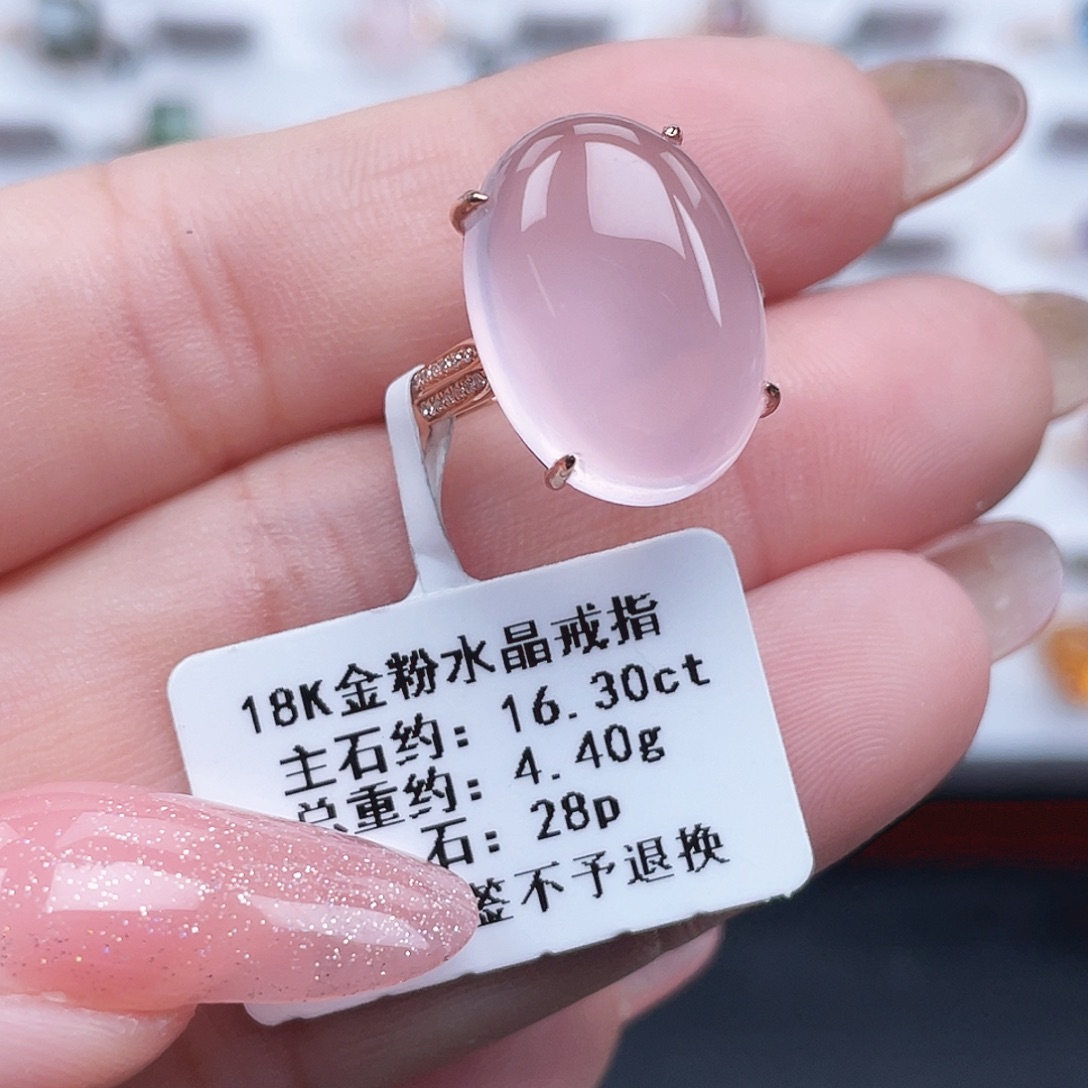 18K金粉水晶戒指
主石约: 16.30ct
总重约: 4.40g
石: 28p
签不予退换